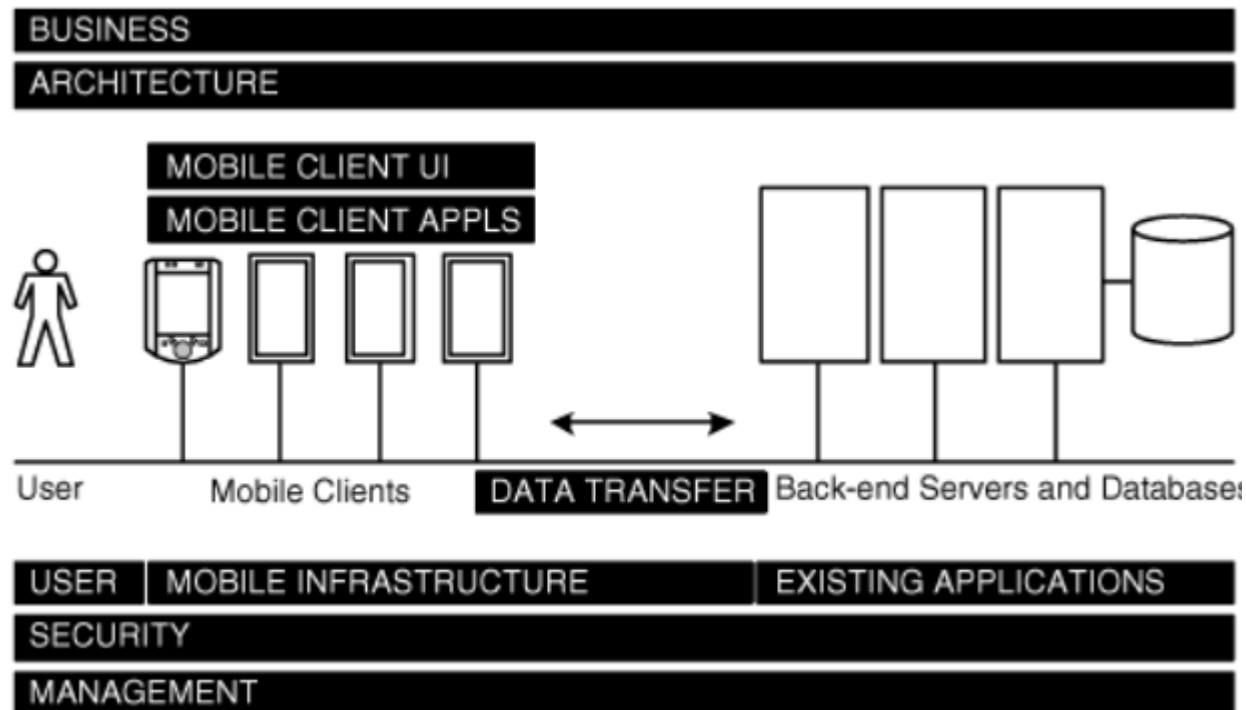 BUSINESS
ARCHITECTURE
MOBILE CLIENT UI
MOBILE CLIENT APPLS
User
Mobile Clients
DATA TRANSFER
Back-end Servers and Databases
USER
MOBILE INFRASTRUCTURE
EXISTING APPLICATIONS
SECURITY
MANAGEMENT